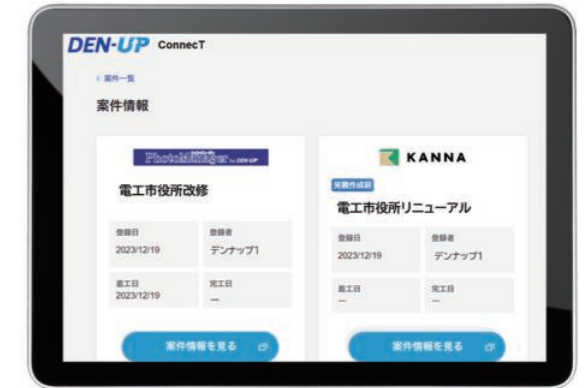 DEN-UP ConnecT
〈 案件一覧
案件情報
PhotoManager for DEN-UP
電工市役所改修
登録日
2023/12/19
登録者
デンナップ1
着工日
2023/12/19
完工日
—
案件情報を見る
KANNA
見積作成前
電工市役所リニューアル
登録日
2023/12/19
登録者
デンナップ1
着工日
—
完工日
—
案件情報を見る